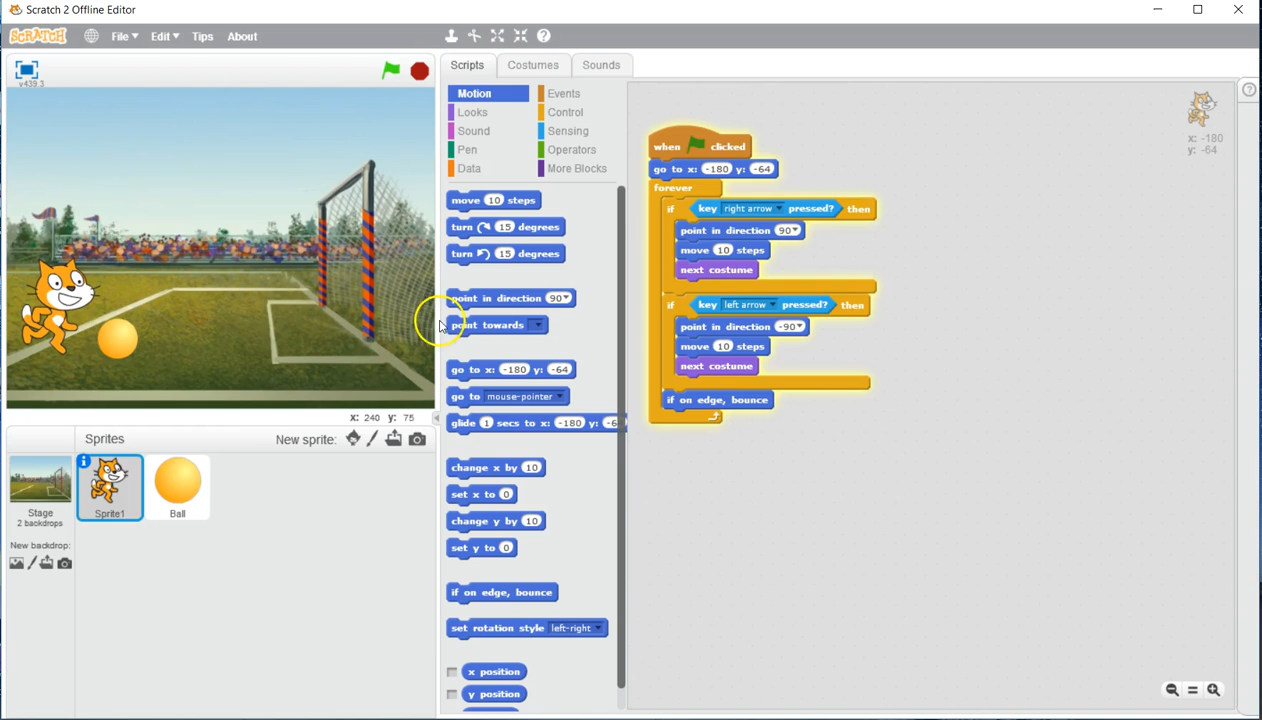 Scratch 2 Offline Editor
SCRATCH File Edit Tips About
v439.3
x: 240 y: 75
Sprites New sprite:
Stage
2 backdrops
New backdrop:
Sprite1
Ball
Scripts Costumes Sounds
Motion Events
Looks Control
Sound Sensing
Pen Operators
Data More Blocks
move 10 steps
turn 15 degrees
turn 15 degrees
point in direction 90
point towards
go to x: -180 y: -64
go to mouse-pointer
glide 1 secs to x: -180 y: -6
change x by 10
set x to 0
change y by 10
set y to 0
if on edge, bounce
set rotation style left-right
x position
y position
when clicked
go to x: -180 y: -64
forever
if key right arrow pressed? then
point in direction 90
move 10 steps
next costume
if key left arrow pressed? then
point in direction -90
move 10 steps
next costume
if on edge, bounce
x: -180
y: -64